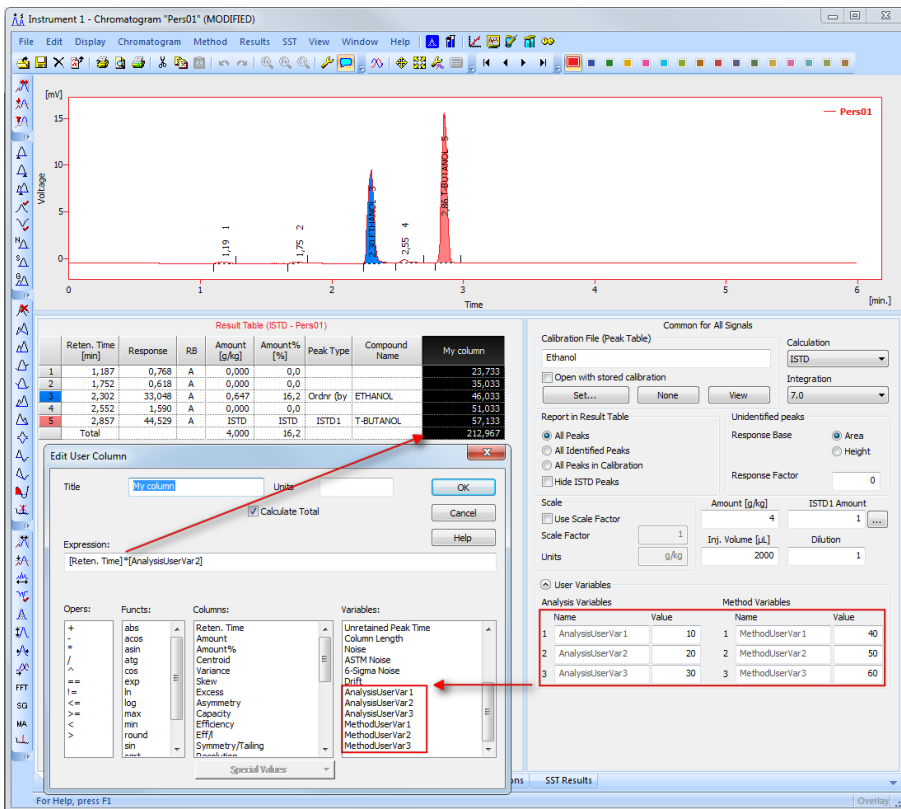 Instrument 1 - Chromatogram "Pers01" (MODIFIED)
File Edit Display Chromatogram Method Results SST View Window Help
[mV]
Pers01
15
10
5
0
Voltage
1,19 1
1,75 2
2,30 ETHANOL 3
2,55 4
2,86 T-BUTANOL 5
0 1 2 3 4 5 6
Time
[min.]
Result Table (ISTD - Pers01)
Reten. Time [min] Response RB Amount [g/kg] Amount% [%] Peak Type Compound Name My column
1 1,187 0,768 A 0,000 0,0 23,733
2 1,752 0,618 A 0,000 0,0 35,033
3 2,302 33,048 A 0,647 16,2 Ordnr (by ETHANOL 46,033
4 2,552 1,590 A 0,000 0,0 51,033
5 2,857 44,529 A ISTD ISTD ISTD1 T-BUTANOL 57,133
Total 4,000 16,2 212,967
Common for All Signals
Calibration File (Peak Table)
Ethanol
Open with stored calibration
Set... None View
Calculation
ISTD
Integration
7.0
Report in Result Table
All Peaks
All Identified Peaks
All Peaks in Calibration
Hide ISTD Peaks
Unidentified peaks
Response Base Area
Height
Response Factor 0
Scale
Use Scale Factor
Scale Factor 1
Units g/kg
Amount [g/kg] ISTD1 Amount
4 1 ...
Inj. Volume [µL] Dilution
2000 1
User Variables
Analysis Variables Method Variables
Name Value Name Value
1 AnalysisUserVar1 10 1 MethodUserVar1 40
2 AnalysisUserVar2 20 2 MethodUserVar2 50
3 AnalysisUserVar3 30 3 MethodUserVar3 60
Edit User Column
Title My column Units
Calculate Total
OK
Cancel
Help
Expression:
[Reten. Time]*[AnalysisUserVar2]
Opers:
+
-
*
/
^
==
!=
<=
>=
<
>
Functs:
abs
acos
asin
atg
cos
exp
ln
log
max
min
round
sin
Columns:
Reten. Time
Amount
Amount%
Centroid
Variance
Skew
Excess
Asymmetry
Capacity
Efficiency
Eff/l
Symmetry/Tailing
Variables:
Unretained Peak Time
Column Length
Noise
ASTM Noise
6-Sigma Noise
Drift
AnalysisUserVar1
AnalysisUserVar2
AnalysisUserVar3
MethodUserVar1
MethodUserVar2
MethodUserVar3
Special Values
FFT
SG
MA
SST Results
For Help, press F1
Overlay